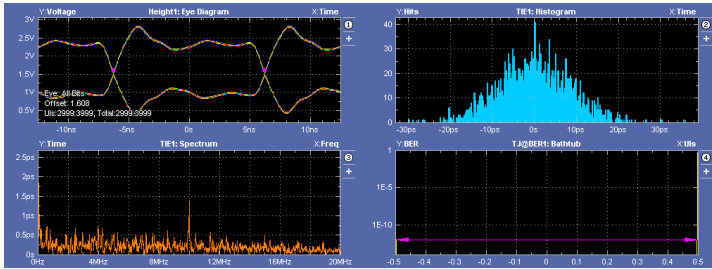 Y:Voltage Height1: Eye Diagram X:Time
1
+
3V
2.5V
2V
1.5V
1V
0.5V
Eye: All Bits
Offset: 1.608
UIs:2999:3999, Total:2999:3999
-10ns -5ns 0s 5ns 10ns
Y:Hits TIE1: Histogram X:Time
2
+
40
30
20
10
0
-30ps -20ps -10ps 0s 10ps 20ps 30ps
Y:Time TIE1: Spectrum X:Freq
3
+
2.5ps
2ps
1.5ps
1ps
0.5ps
0s
0Hz 4MHz 8MHz 12MHz 16MHz 20MHz
Y:BER TJ@BER1: Bathtub X:UIs
4
+
1
1E-5
1E-10
-0.5 -0.4 -0.3 -0.2 -0.1 0 0.1 0.2 0.3 0.4 0.5